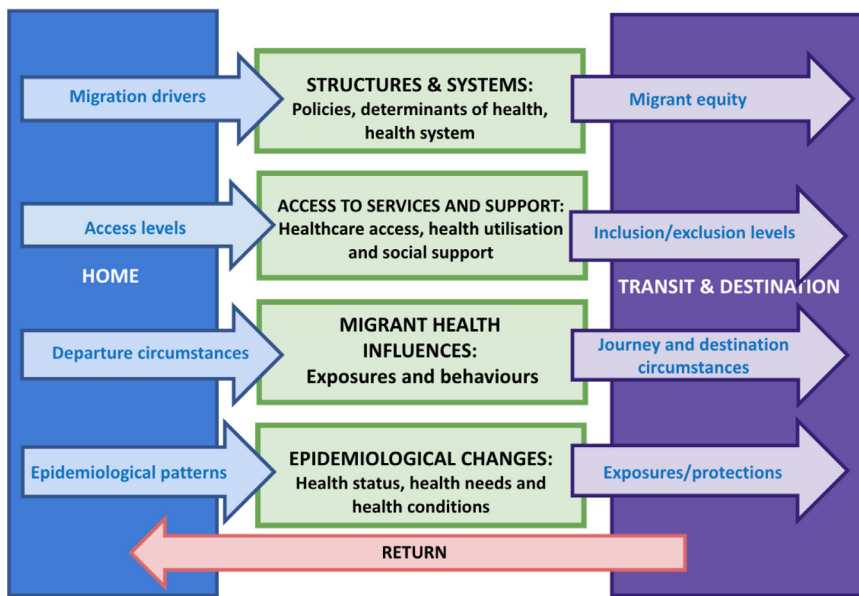 Migration drivers
STRUCTURES & SYSTEMS:
Policies, determinants of health,
health system
Migrant equity
Access levels
ACCESS TO SERVICES AND SUPPORT:
Healthcare access, health utilisation
and social support
Inclusion/exclusion levels
HOME
TRANSIT & DESTINATION
Departure circumstances
MIGRANT HEALTH
INFLUENCES:
Exposures and behaviours
Journey and destination
circumstances
Epidemiological patterns
EPIDEMIOLOGICAL CHANGES:
Health status, health needs and
health conditions
Exposures/protections
RETURN